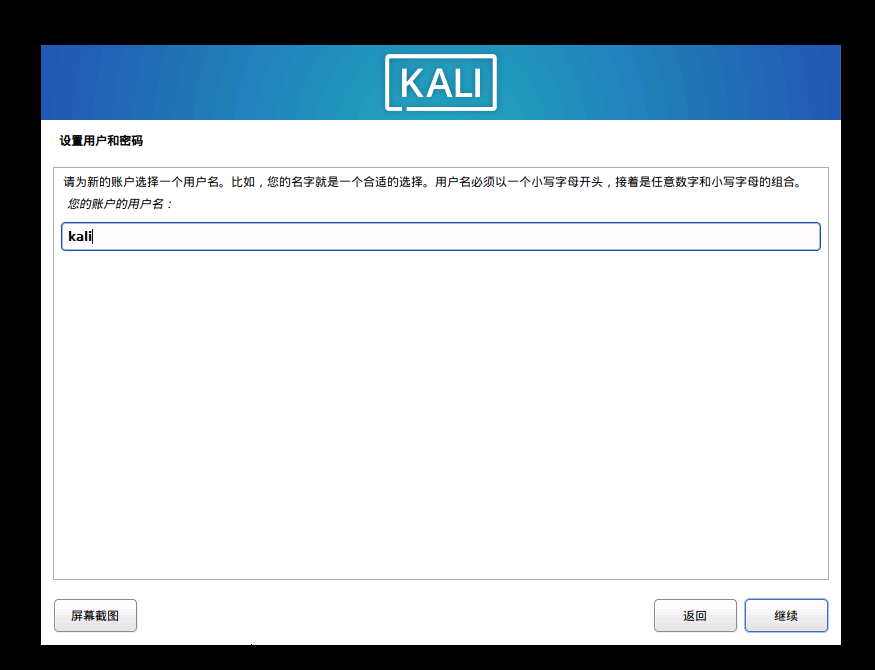 KALI
设置用户和密码
请为新的账户选择一个用户名。比如，您的名字就是一个合适的选择。用户名必须以一个小写字母开头，接着是任意数字和小写字母的组合。
您的账户的用户名：
kali
屏幕截图
返回
继续